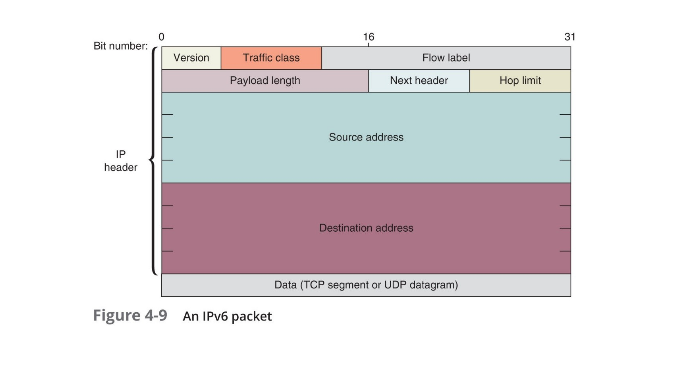 0 16 31
Bit number:
Version Traffic class Flow label
Payload length Next header Hop limit
Source address
IP
header
Destination address
Data (TCP segment or UDP datagram)
Figure 4-9 An IPv6 packet